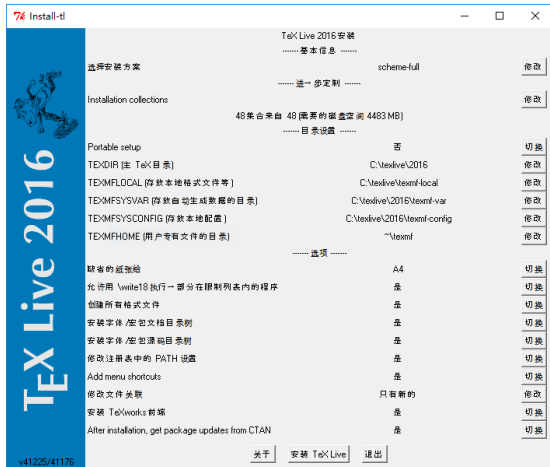 Install-tl
TeX Live 2016 安装
------- 基本信息 -------
选择安装方案 scheme-full 修改
------- 进一步定制 -------
Installation collections 修改
48集合来自 48 (需要的磁盘空间 4483 MB)
------- 目录设置 -------
Portable setup 否 切换
TEXDIR (主 TeX 目录) C:\texlive\2016 修改
TEXMFLOCAL (存放本地格式文件等) C:\texlive\texmf-local 修改
TEXMFSYSVAR (存放自动生成数据的目录) C:\texlive\2016\texmf-var 修改
TEXMFSYSCONFIG (存放本地配置) C:\texlive\2016\texmf-config 修改
TEXMFHOME (用户专有文件的目录) ~\texmf 修改
------- 选项 -------
缺省的紙张给 A4 切换
允许用 \write18 执行一部分在限制列表内的程序 是 切换
创建所有格式文件 是 切换
安装字体 /宏包文档目录树 是 切换
安装字体 /宏包源码目录树 是 切换
修改注册表中的 PATH 设置 是 切换
Add menu shortcuts 是 切换
修改文件关联 只有新的 修改
安装 TeXworks 前端 是 切换
After installation, get package updates from CTAN 是 切换
关于 安装 TeX Live 退出
TEX Live 2016
v41225/41176